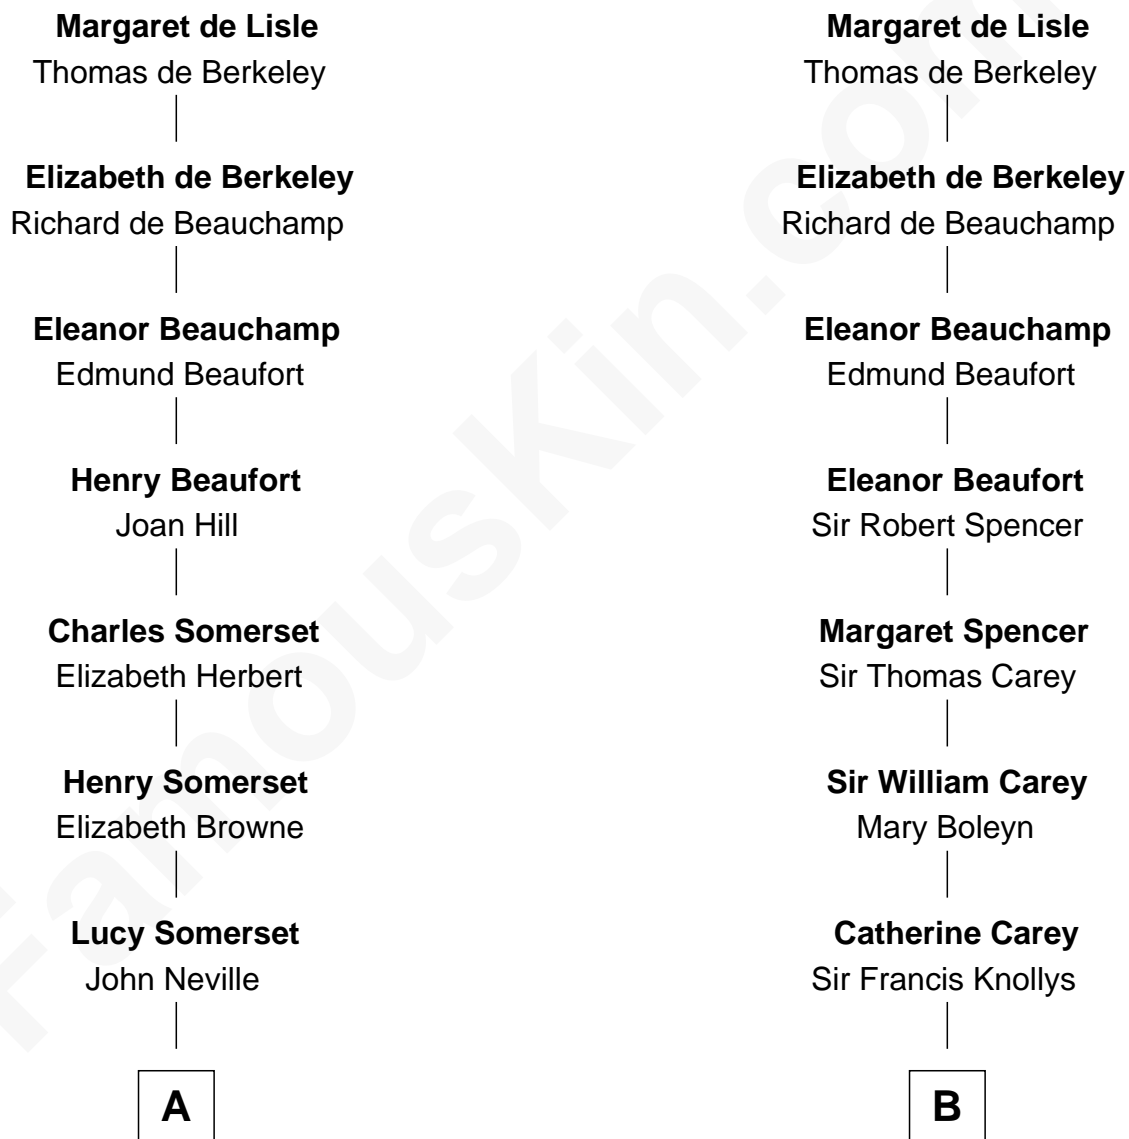 Margaret de Lisle
Thomas de Berkeley
Elizabeth de Berkeley
Richard de Beauchamp
Eleanor Beauchamp
Edmund Beaufort
Henry Beaufort
Joan Hill
Charles Somerset
Elizabeth Herbert
Henry Somerset
Elizabeth Browne
Lucy Somerset
John Neville
A
Margaret de Lisle
Thomas de Berkeley
Elizabeth de Berkeley
Richard de Beauchamp
Eleanor Beauchamp
Edmund Beaufort
Eleanor Beaufort
Sir Robert Spencer
Margaret Spencer
Sir Thomas Carey
Sir William Carey
Mary Boleyn
Catherine Carey
Sir Francis Knollys
B
FamousKin.com